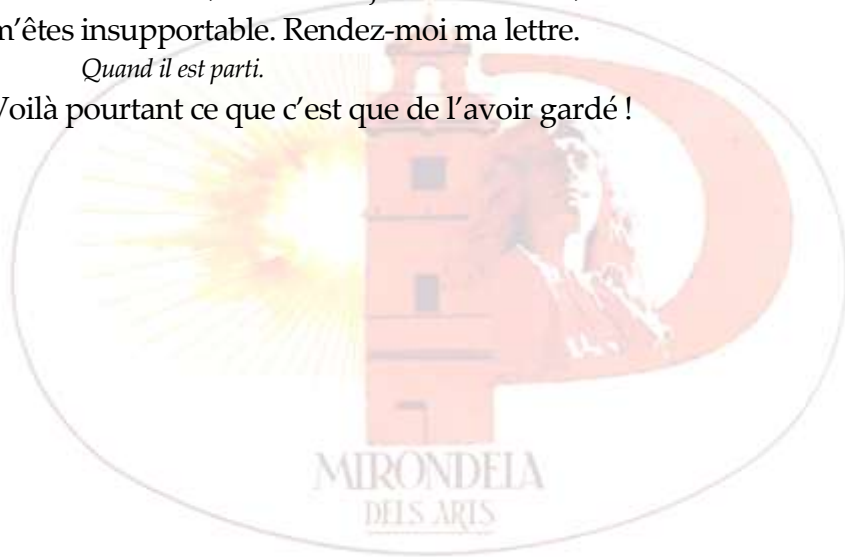 m’êtes insupportable. Rendez-moi ma lettre.
Quand il est parti.
Voilà pourtant ce que c’est que de l’avoir gardé !
MIRONDELA
DELS ARTS